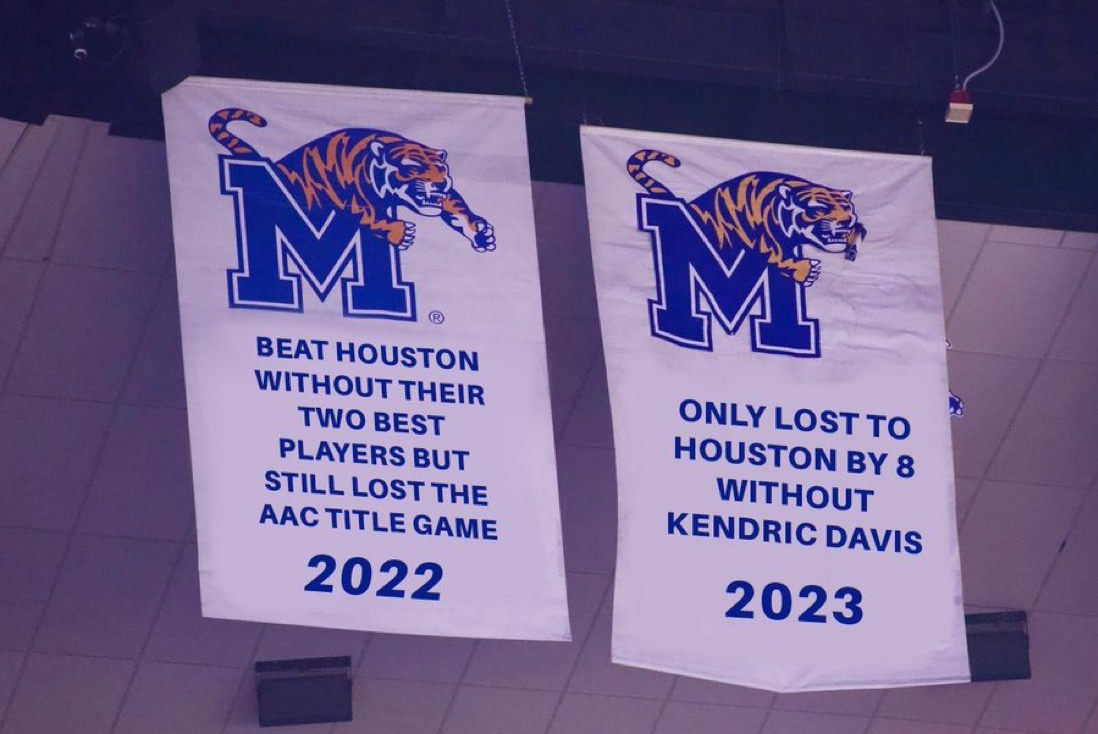 M
®
BEAT HOUSTON
WITHOUT THEIR
TWO BEST
PLAYERS BUT
STILL LOST THE
AAC TITLE GAME
2022
M
ONLY LOST TO
HOUSTON BY 8
WITHOUT
KENDRIC DAVIS
2023